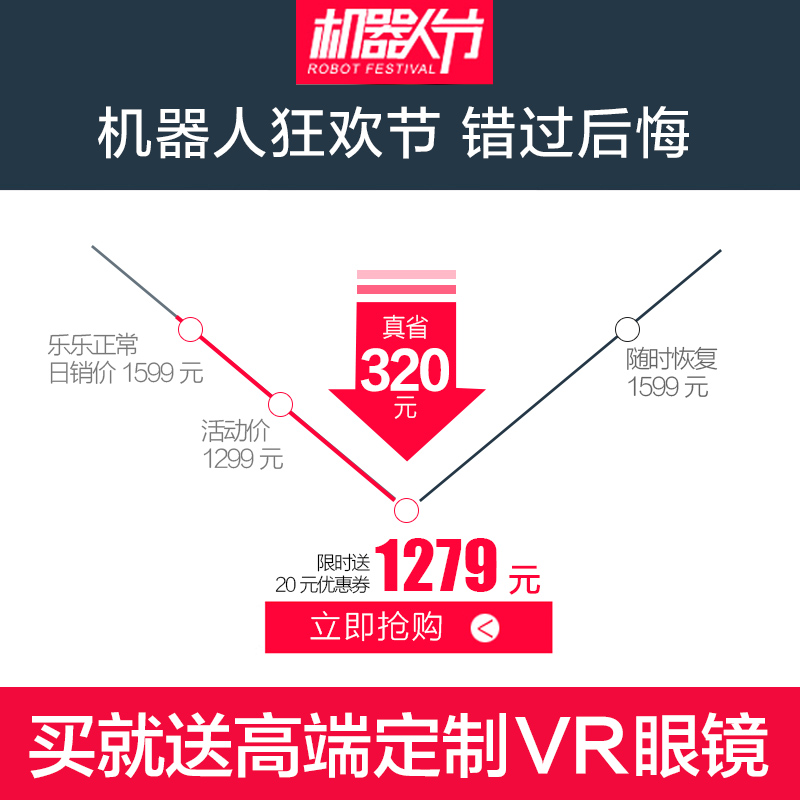 机器人节
ROBOT FESTIVAL
机器人狂欢节 错过后悔
真省
320
元
乐乐正常
日销价 1599 元
随时恢复
1599 元
活动价
1299 元
限时送
20 元优惠券
1279 元
立即抢购 <
买就送高端定制VR眼镜